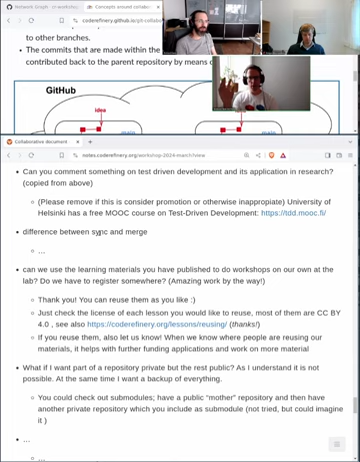 Network Graph
Concepts around collab
coderefinery.github.io/git-collab
to other branches.
• The commits that are made within the
contributed back to the parent repository by means o
GitHub
idea
main
main
Collaborative document
notes.coderefinery.org/workshop-2024-march?view
• Can you comment something on test driven development and its application in research?
(copied from above)
◦ (Please remove if this is consider promotion or otherwise inappropiate) University of
Helsinki has a free MOOC course on Test-Driven Development: https://tdd.mooc.fi/
• difference between sync and merge
◦ ...
• can we use the learning materials you have published to do workshops on our own at the
lab? Do we have to register somewhere? (Amazing work by the way!)
◦ Thank you! You can reuse them as you like :)
◦ Just check the license of each lesson you would like to reuse, most of them are CC BY
4.0 , see also https://coderefinery.org/lessons/reusing/ (thanks!)
◦ If you reuse them, also let us know! When we know where people are reusing our
materials, it helps with further funding applications and work on more material
• What if I want part of a repository private but the rest public? As I understand it is not
possible. At the same time I want a backup of everything.
◦ You could check out submodules; have a public “mother” repository and then have
another private repository which you include as submodule (not tried, but could imagine
it )
• ...
◦ ...